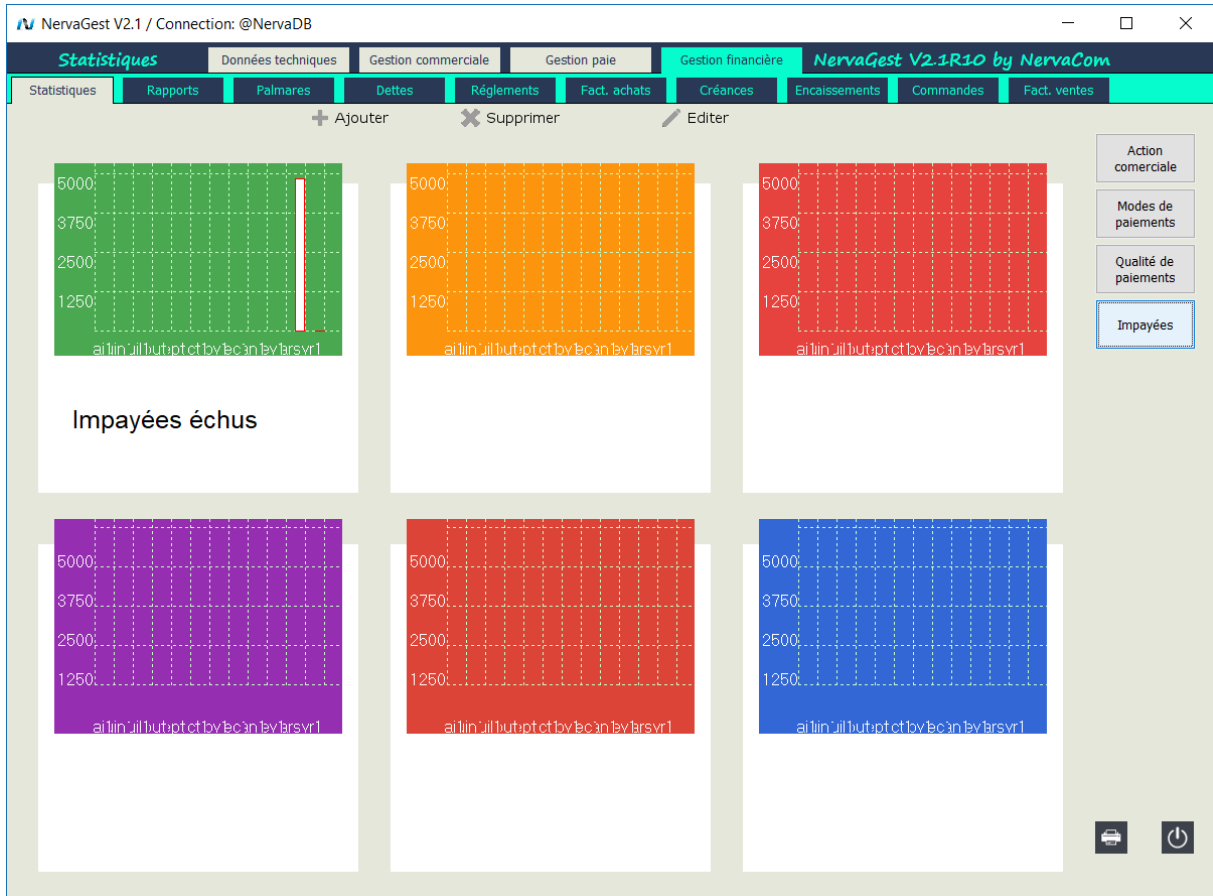 NervaGest V2.1 / Connection: @NervaDB
Statistiques
Données techniques
Gestion commerciale
Gestion paie
Gestion financière
NervaGest V2.1R10 by NervaCom
Statistiques
Rapports
Palmares
Dettes
Réglements
Fact. achats
Créances
Encaissements
Commandes
Fact. ventes
Ajouter
Supprimer
Editer
5000
3750
2500
1250
Impayées échus
5000
3750
2500
1250
5000
3750
2500
1250
Action
comerciale
Modes de
paiements
Qualité de
paiements
Impayées
5000
3750
2500
1250
5000
3750
2500
1250
5000
3750
2500
1250